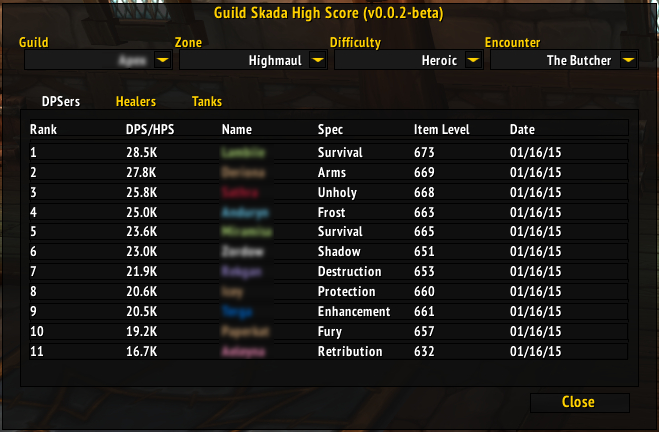 Guild Skada High Score (v0.0.2-beta)
Guild Zone Difficulty Encounter
Highmaul Heroic The Butcher
DPSers Healers Tanks
Rank DPS/HPS Name Spec Item Level Date
1 28.5K Survival 673 01/16/15
2 27.8K Arms 669 01/16/15
3 25.8K Unholy 668 01/16/15
4 25.0K Frost 663 01/16/15
5 23.6K Survival 665 01/16/15
6 23.0K Shadow 651 01/16/15
7 21.9K Destruction 653 01/16/15
8 20.6K Protection 660 01/16/15
9 20.5K Enhancement 661 01/16/15
10 19.2K Fury 657 01/16/15
11 16.7K Retribution 632 01/16/15
Close